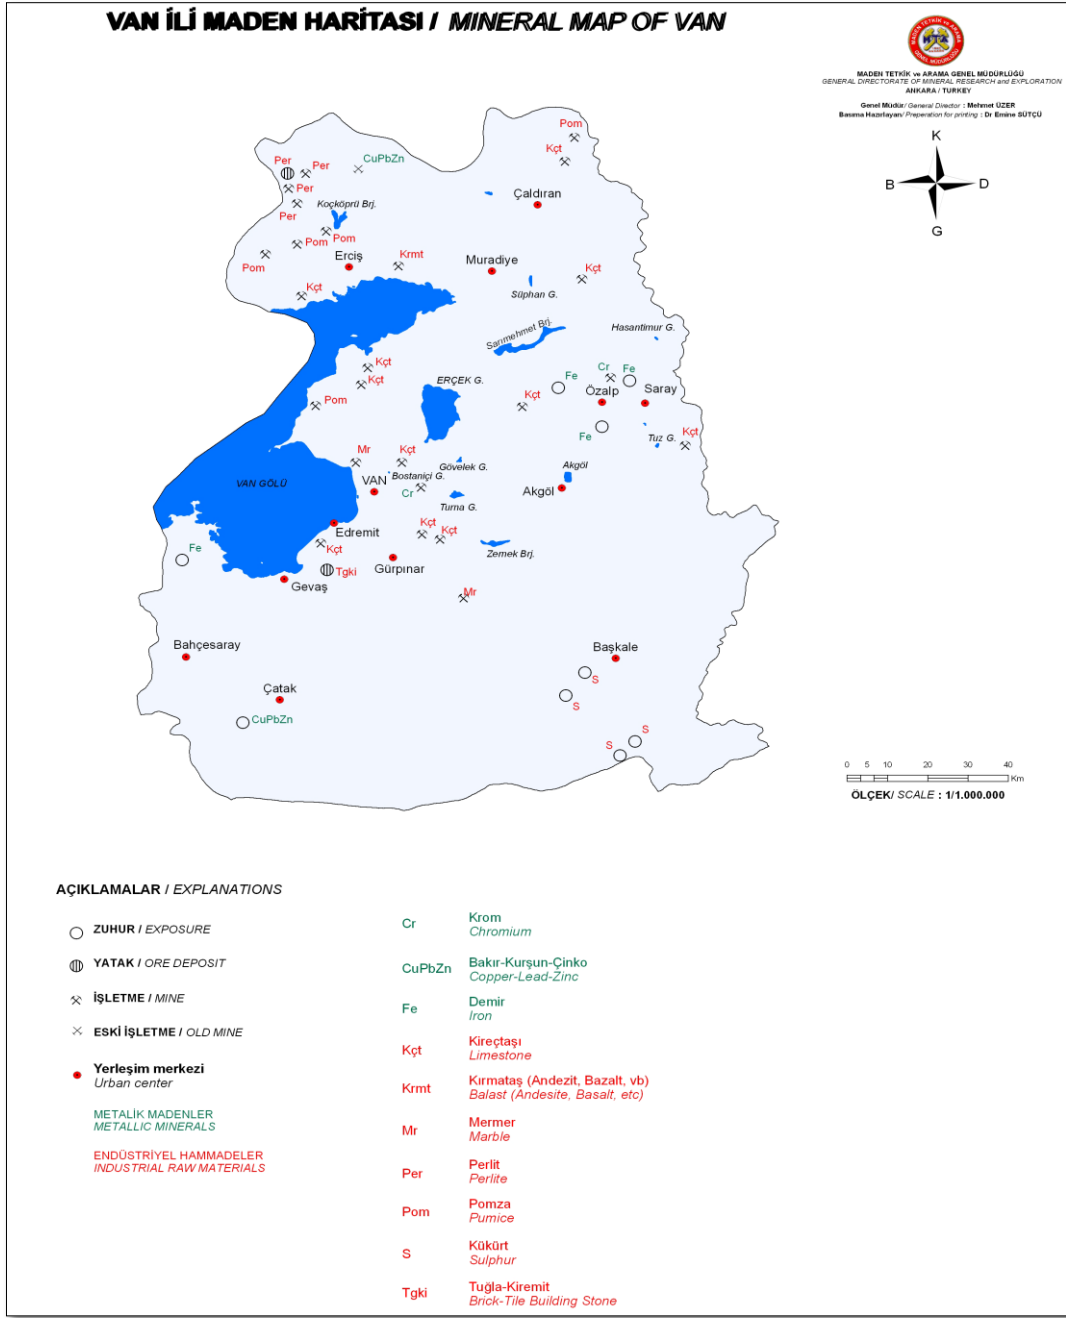 VAN İLİ MADEN HARİTASI / MINERAL MAP OF VAN
MADEN TETKİK ve ARAMA GENEL MÜDÜRLÜĞÜ
GENERAL DIRECTORATE OF MINERAL RESEARCH and EXPLORATION
ANKARA / TURKEY
Genel Müdür/ General Director : Mehmet ÜZER
Basıma Hazırlayan/ Preperation for printing : Dr Emine SÜTÇÜ
K
B
D
G
Pom
Kçt
CuPbZn
Per
Per
Per
Per
Koçköprü Brj.
Çaldıran
Pom
Pom
Pom
Erciş
Krmt
Muradiye
Kçt
Kçt
Süphan G.
Sarımehmet Brj.
Hasantimur G.
Kçt
Kçt
ERÇEK G.
Fe
Cr
Fe
Özalp
Saray
Pom
Kçt
Fe
Tuz G.
Kçt
Mr
Kçt
Gövelek G.
Bostaniçi G.
Akgöl
VAN GÖLÜ
VAN
Cr
Akgöl
Turna G.
Edremit
Kçt
Kçt
Kçt
Zernek Brj.
Fe
Gürpınar
Tgki
Gevaş
Mr
Bahçesaray
Başkale
S
Çatak
S
CuPbZn
S
S
0 5 10 20 30 40
Km
ÖLÇEK/ SCALE : 1/1.000.000
AÇIKLAMALAR / EXPLANATIONS
ZUHUR / EXPOSURE
YATAK / ORE DEPOSIT
İŞLETME / MINE
ESKİ İŞLETME / OLD MINE
Yerleşim merkezi
Urban center
METALİK MADENLER
METALLIC MINERALS
ENDÜSTRİYEL HAMMADELER
INDUSTRIAL RAW MATERIALS
Cr Krom
Chromium
CuPbZn Bakır-Kurşun-Çinko
Copper-Lead-Zinc
Fe Demir
Iron
Kçt Kireçtaşı
Limestone
Krmt Kırmataş (Andezit, Bazalt, vb)
Balast (Andesite, Basalt, etc)
Mr Mermer
Marble
Per Perlit
Perlite
Pom Pomza
Pumice
S Kükürt
Sulphur
Tgki Tuğla-Kiremit
Brick-Tile Building Stone